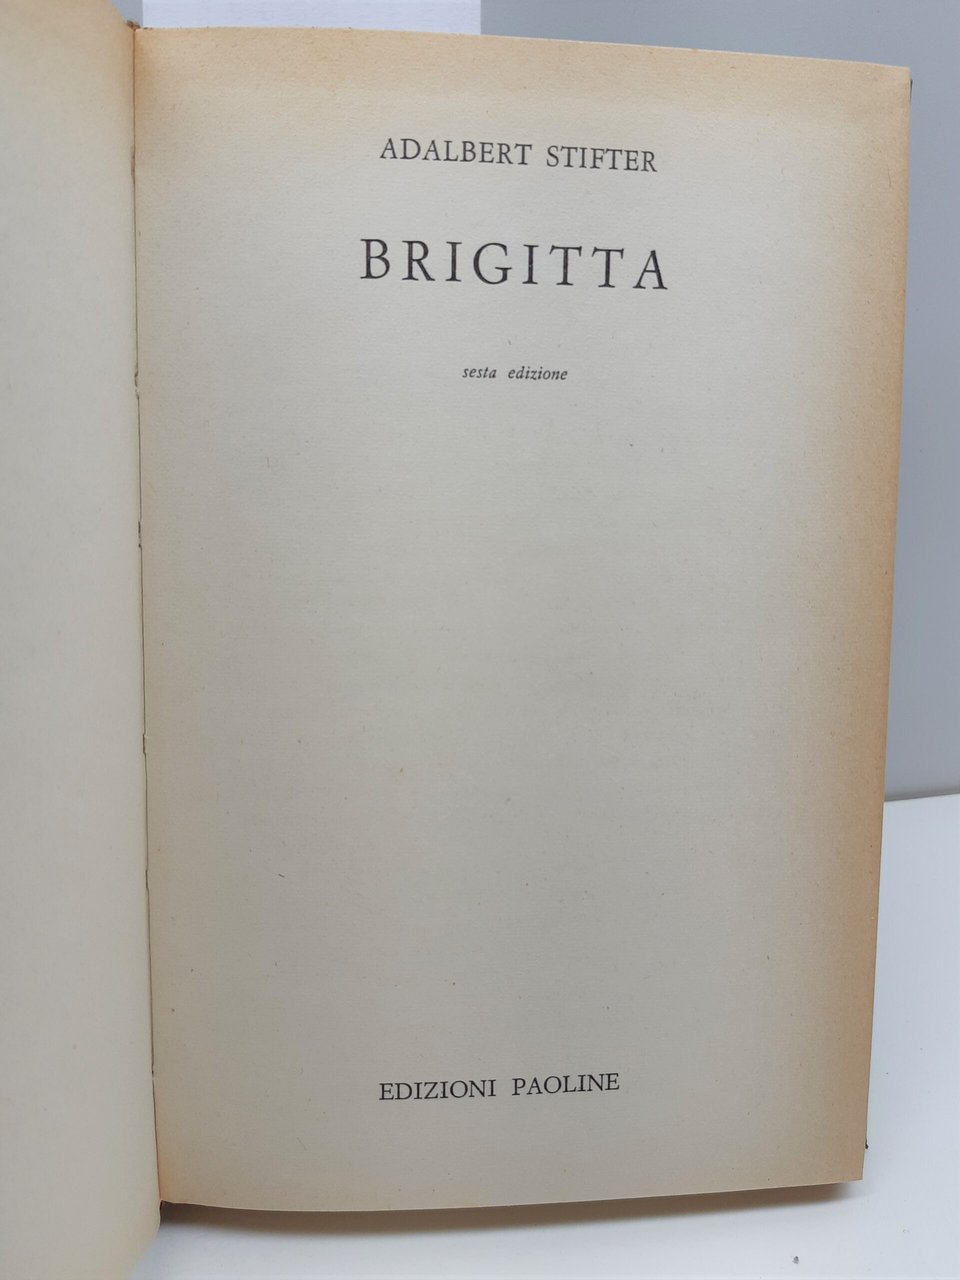 ADALBERT STIFTER
BRIGITTA
sesta edizione
EDIZIONI PAOLINE